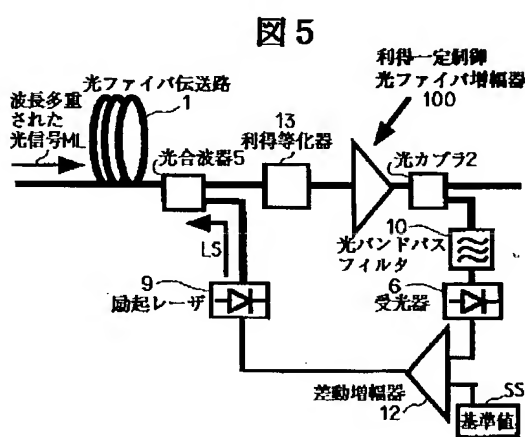 図5
利得一定制御
光ファイバ増幅器
100
光ファイバ伝送路
1
波長多重
された
光信号ML
13
利得等化器
光合波器5
光カプラ2
LS
10
光バンドパス
フィルタ
9
励起レーザ
6
受光器
差動増幅器
12
SS
基準値